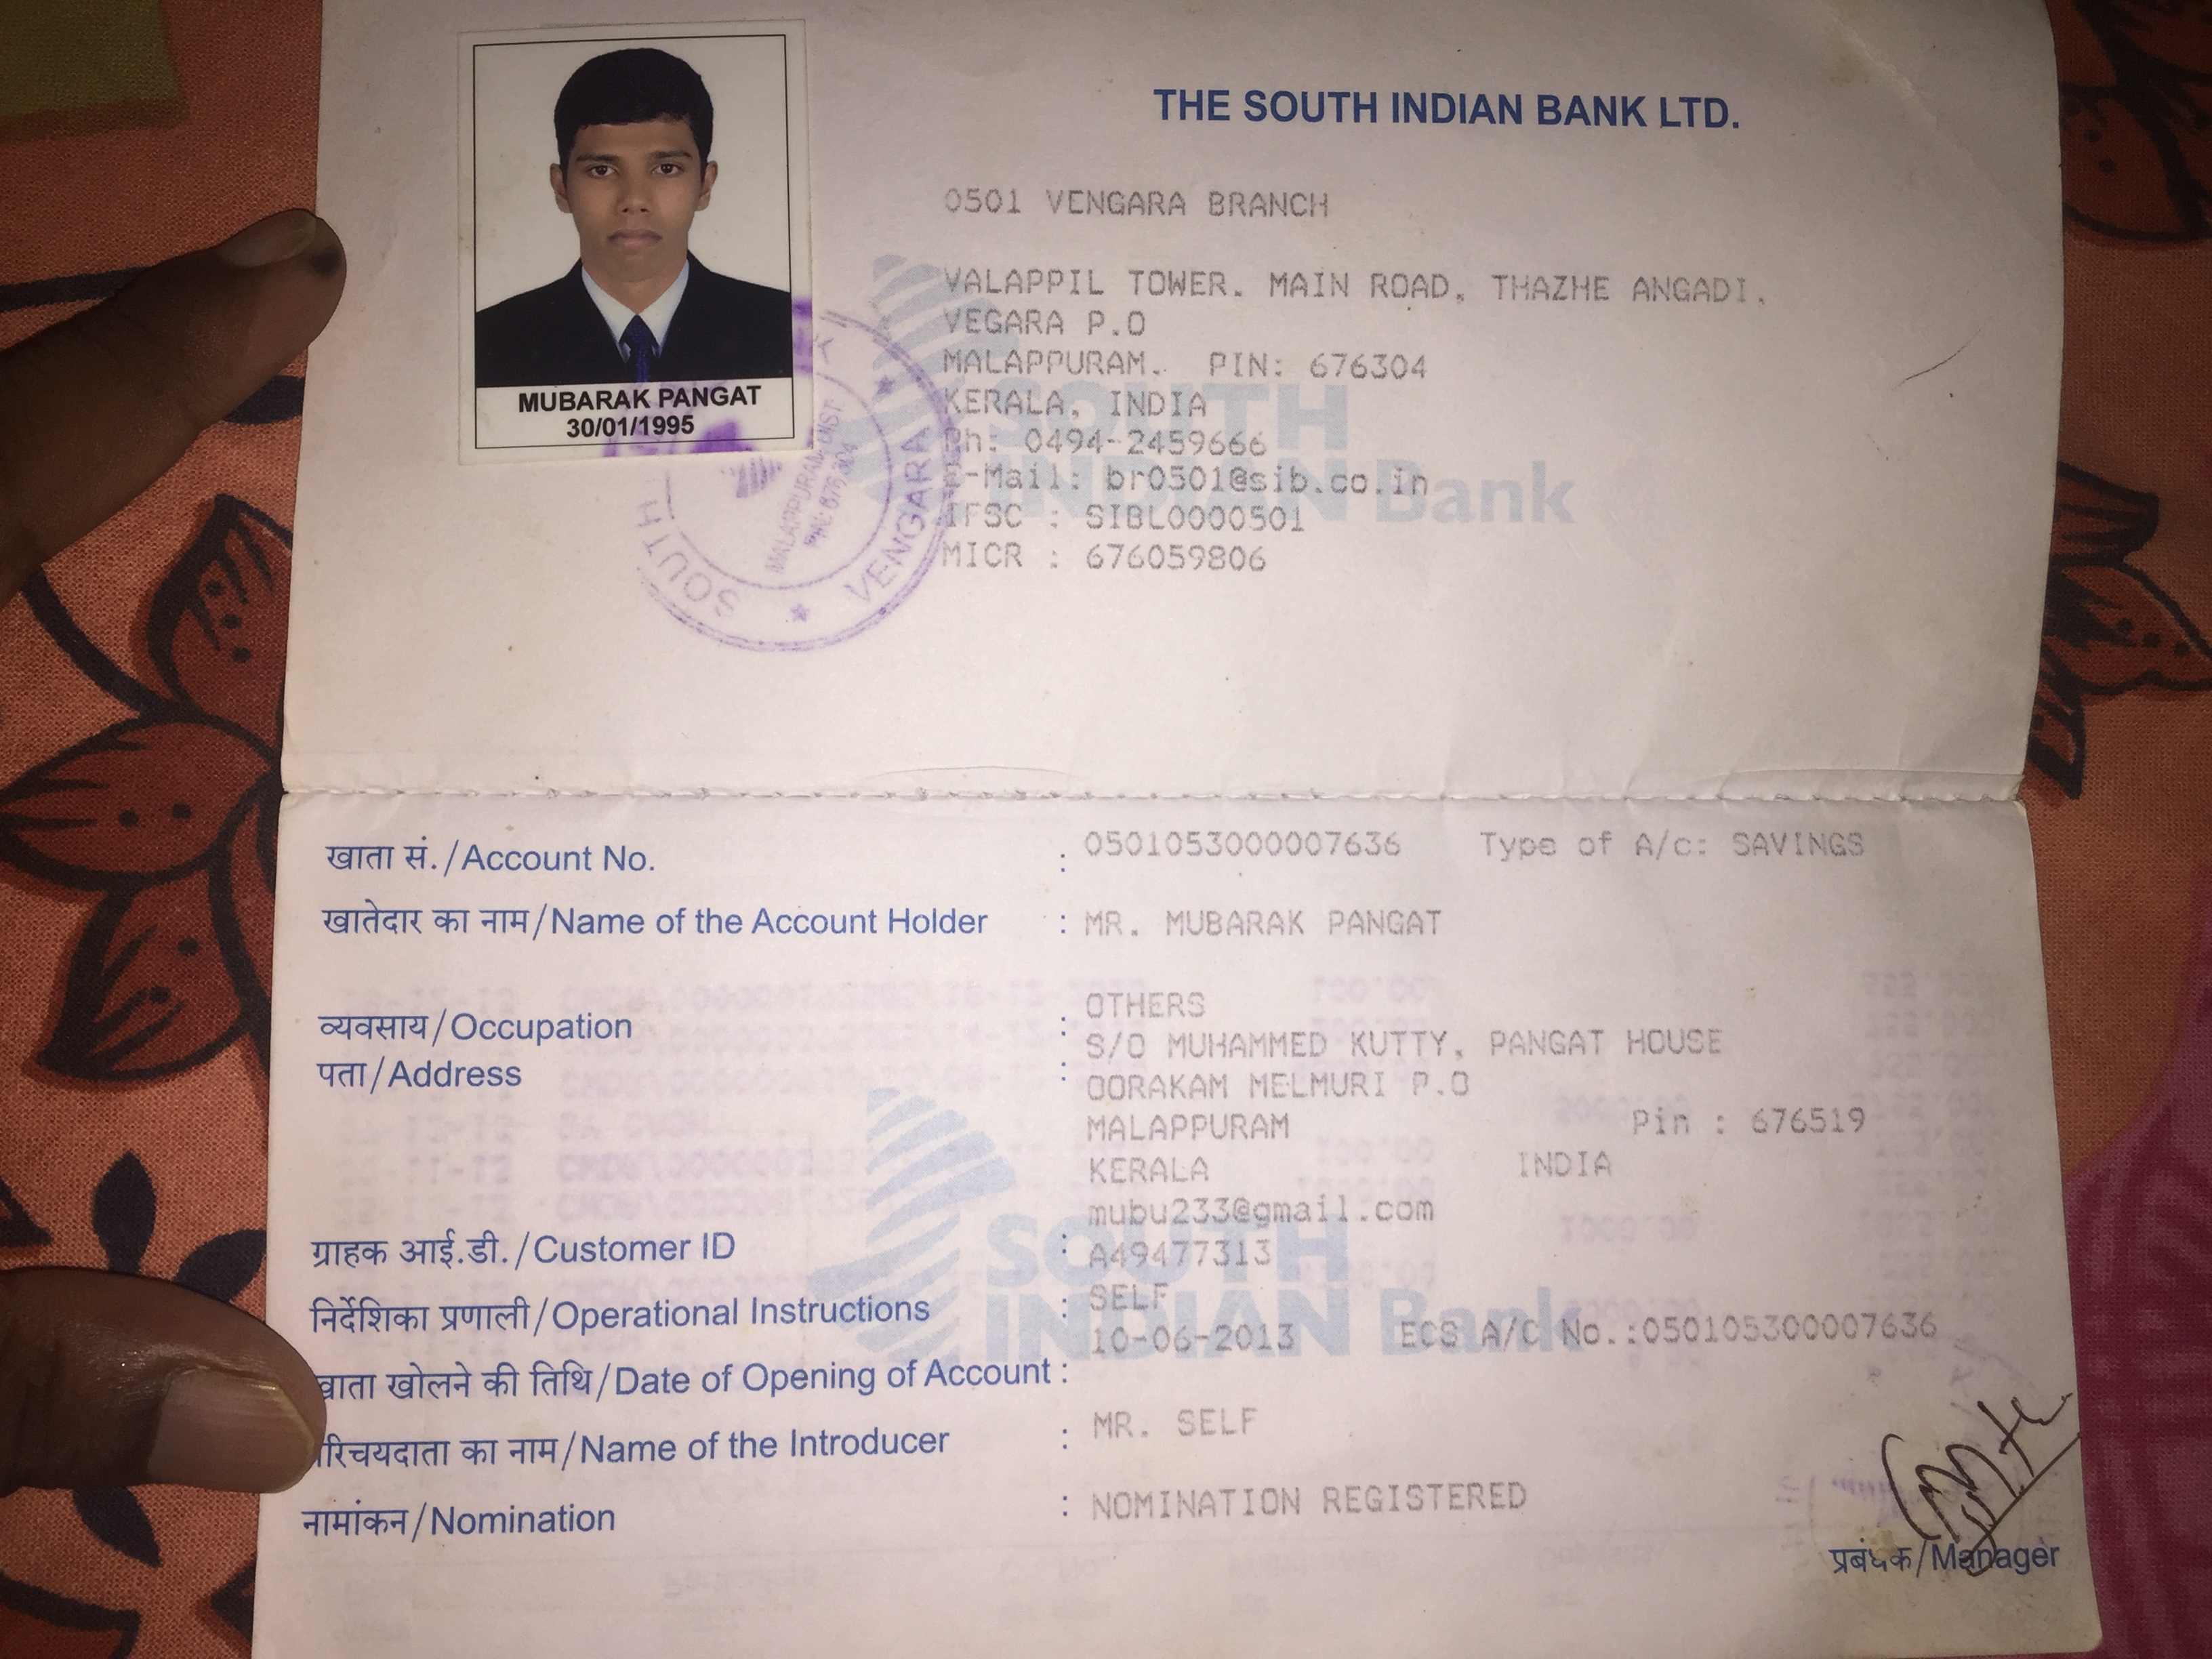 THE SOUTH INDIAN BANK LTD.
0501 VENGARA BRANCH
VALAPPIL TOWER. MAIN ROAD, THAZHE ANGADI,
VEGARA P.O
MALAPPURAM. PIN: 676304
KERALA, INDIA
Ph: 0494-2459666
E-Mail: br0501@sib.co.in
IFSC : SIBL0000501
MICR : 676059806
MUBARAK PANGAT
30/01/1995
SOUTH
MALAPPURAM DIST
PIN: 676 304
VENGARA
SOUTH
INDIAN Bank
खाता सं./Account No. : 0501053000007636 Type of A/c: SAVINGS
खातेदार का नाम/Name of the Account Holder : MR. MUBARAK PANGAT
व्यवसाय/Occupation : OTHERS
पता/Address : S/O MUHAMMED KUTTY, PANGAT HOUSE
OORAKAM MELMURI P.O
MALAPPURAM pin : 676519
KERALA INDIA
mubu233@gmail.com
ग्राहक आई.डी./Customer ID : A49477313
निर्देशिका प्रणाली/Operational Instructions : SELF
खाता खोलने की तिथि/Date of Opening of Account : 10-06-2013 ECS A/c No.:0501053000007636
रिचयदाता का नाम/Name of the Introducer : MR. SELF
नामांकन/Nomination : NOMINATION REGISTERED
SOUTH
INDIAN Bank
प्रबंधक/Manager